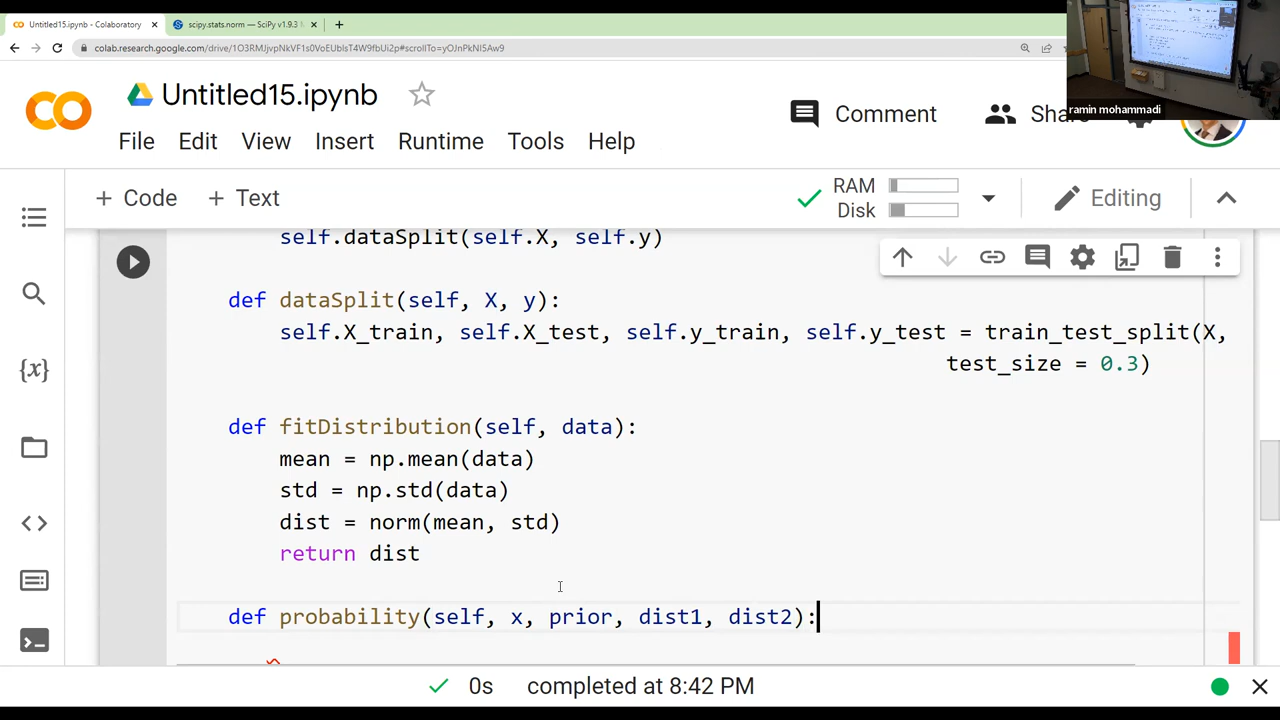 Untitled15.ipynb - Colaboratory
scipy.stats.norm — SciPy v1.9.3 M
colab.research.google.com/drive/1O3RMJjvpNkVF1s0VoEUblsT4W9fbUi2p#scrollTo=yOJnPkNI5Aw9
ramin mohammadi
Untitled15.ipynb
Comment
Share
File Edit View Insert Runtime Tools Help
+ Code + Text
RAM
Disk
Editing
self.dataSplit(self.X, self.y)
def dataSplit(self, X, y):
self.X_train, self.X_test, self.y_train, self.y_test = train_test_split(X,
test_size = 0.3)
def fitDistribution(self, data):
mean = np.mean(data)
std = np.std(data)
dist = norm(mean, std)
return dist
def probability(self, x, prior, dist1, dist2):
0s completed at 8:42 PM